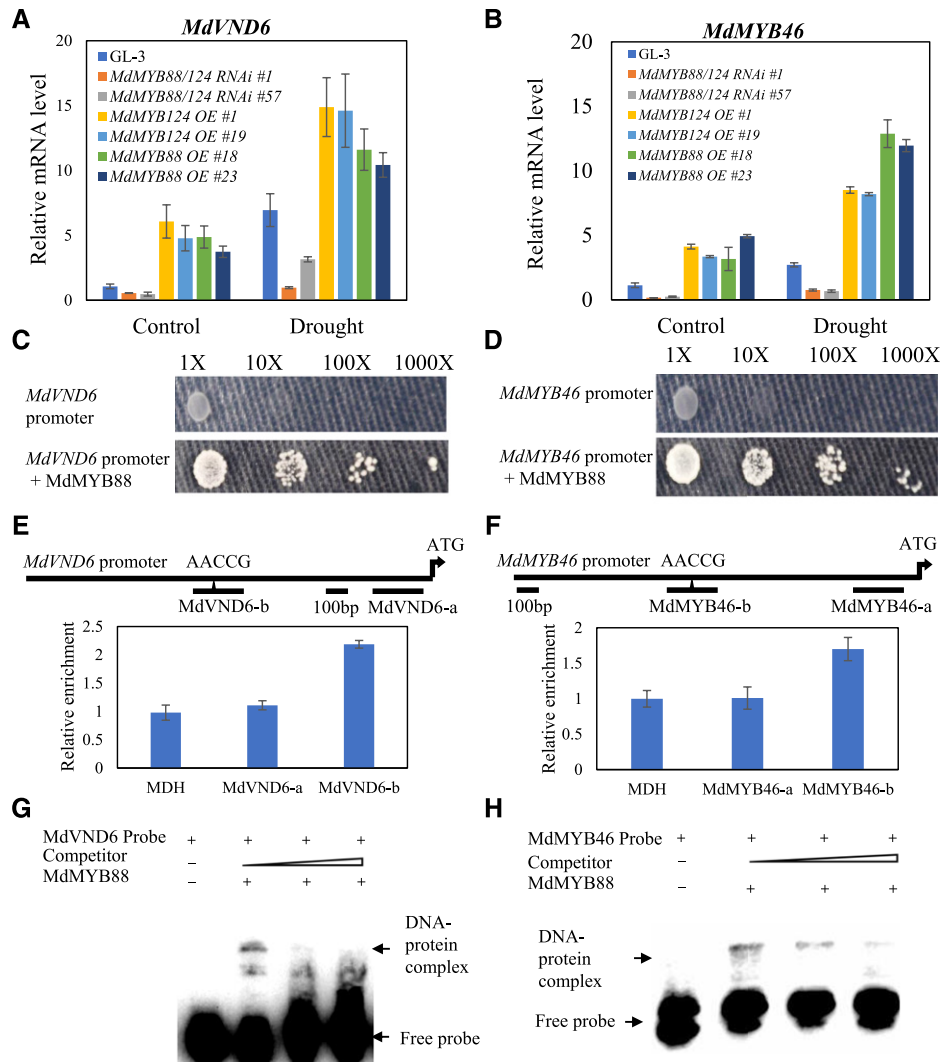 A
MdVND6
Relative mRNA level
20
15
10
5
0
GL-3
MdMYB88/124 RNAi #1
MdMYB88/124 RNAi #57
MdMYB124 OE #1
MdMYB124 OE #19
MdMYB88 OE #18
MdMYB88 OE #23
Control
Drought
B
MdMYB46
Relative mRNA level
20
15
10
5
0
GL-3
MdMYB88/124 RNAi #1
MdMYB88/124 RNAi #57
MdMYB124 OE #1
MdMYB124 OE #19
MdMYB88 OE #18
MdMYB88 OE #23
Control
Drought
C
1X 10X 100X 1000X
MdVND6
promoter
MdVND6 promoter
+ MdMYB88
D
1X 10X 100X 1000X
MdMYB46 promoter
MdMYB46 promoter
+ MdMYB88
E
MdVND6 promoter
AACCG
ATG
MdVND6-b
100bp
MdVND6-a
Relative enrichment
2.5
2
1.5
1
0.5
0
MDH
MdVND6-a
MdVND6-b
F
MdMYB46 promoter
AACCG
ATG
100bp
MdMYB46-b
MdMYB46-a
Relative enrichment
2
1.5
1
0.5
0
MDH
MdMYB46-a
MdMYB46-b
G
MdVND6 Probe + + + +
Competitor −
MdMYB88 − + + +
DNA-
protein
complex
Free probe
H
MdMYB46 Probe + + + +
Competitor −
MdMYB88 − + + +
DNA-
protein
complex
Free probe